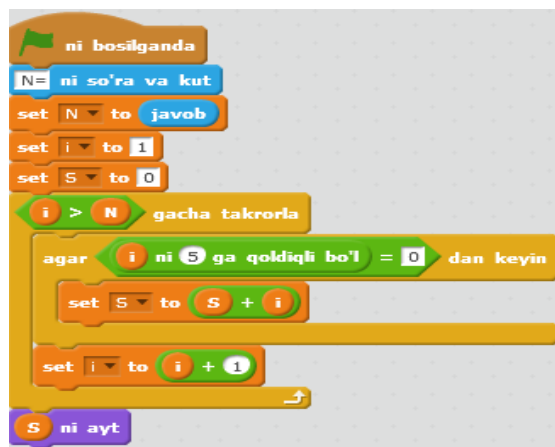 ni bosilganda
N= ni so'ra va kut
set N to javob
set i to 1
set S to 0
i > N gacha takrorla
agar i ni 5 ga qoldiqli bo'l = 0 dan keyin
set S to S + i
set i to i + 1
S ni ayt